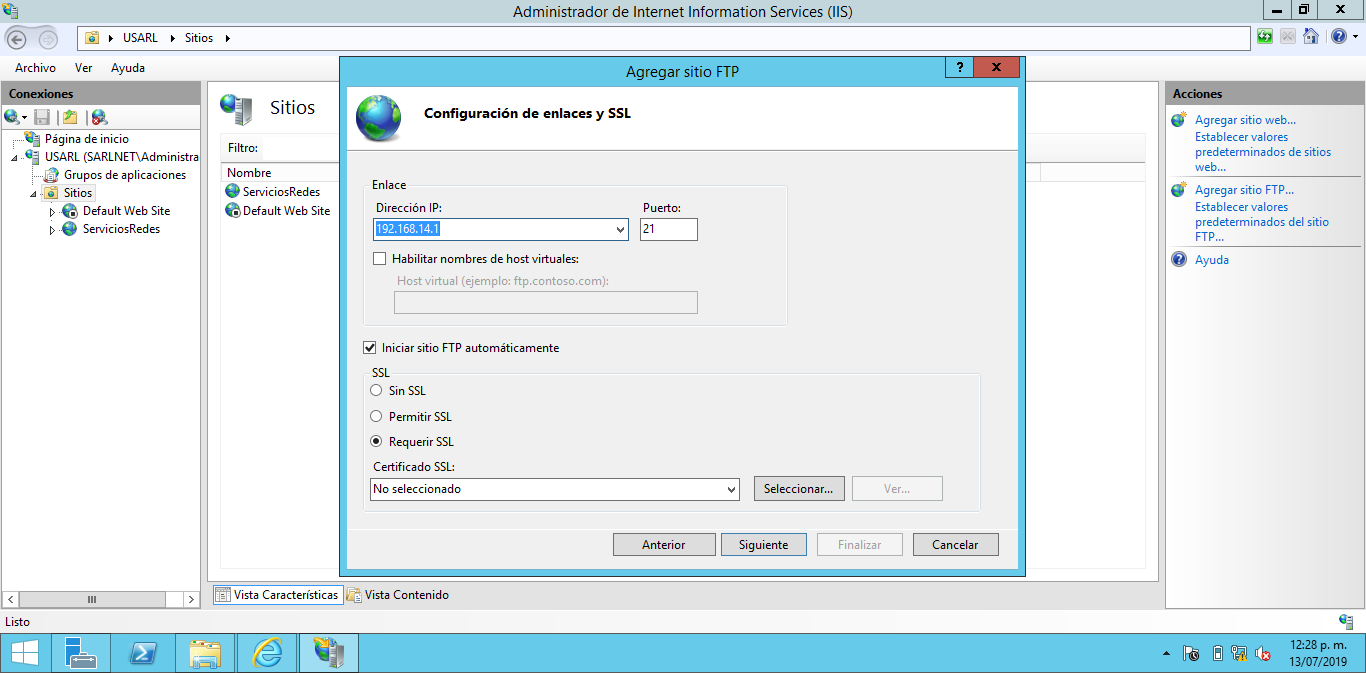 Administrador de Internet Information Services (IIS)
USARL
Sitios
Archivo
Ver
Ayuda
Conexiones
Página de inicio
USARL (SARLNET\Administra
Grupos de aplicaciones
Sitios
Default Web Site
ServiciosRedes
Sitios
Filtro:
Nombre
ServiciosRedes
Default Web Site
Agregar sitio FTP
?
X
Configuración de enlaces y SSL
Enlace
Dirección IP:
Puerto:
192.168.14.1
21
Habilitar nombres de host virtuales:
Host virtual (ejemplo: ftp.contoso.com):
Iniciar sitio FTP automáticamente
SSL
Sin SSL
Permitir SSL
Requerir SSL
Certificado SSL:
No seleccionado
Seleccionar...
Ver...
Anterior
Siguiente
Finalizar
Cancelar
Acciones
Agregar sitio web...
Establecer valores
predeterminados de sitios
web...
Agregar sitio FTP...
Establecer valores
predeterminados del sitio
FTP...
Ayuda
Vista Características
Vista Contenido
Listo
12:28 p. m.
13/07/2019